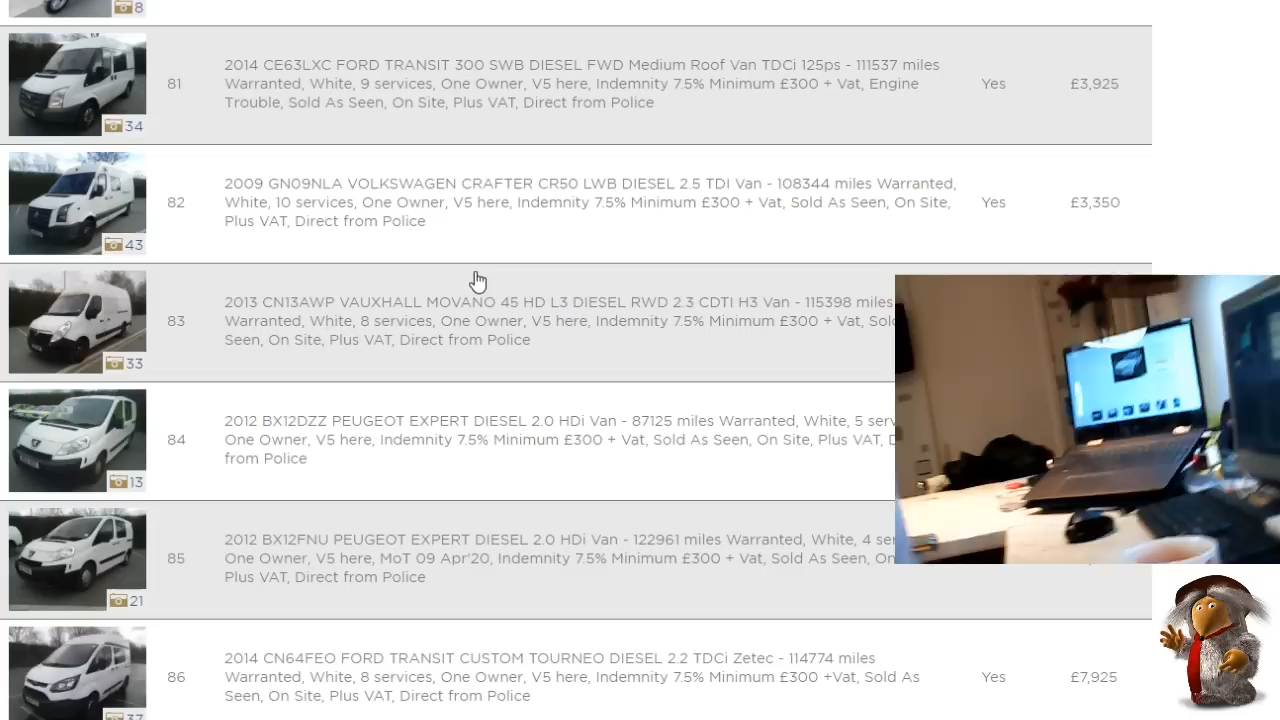 8
81
2014 CE63LXC FORD TRANSIT 300 SWB DIESEL FWD Medium Roof Van TDCi 125ps - 111537 miles
Warranted, White, 9 services, One Owner, V5 here, Indemnity 7.5% Minimum £300 + Vat, Engine
Trouble, Sold As Seen, On Site, Plus VAT, Direct from Police
Yes
£3,925
34
82
2009 GN09NLA VOLKSWAGEN CRAFTER CR50 LWB DIESEL 2.5 TDI Van - 108344 miles Warranted,
White, 10 services, One Owner, V5 here, Indemnity 7.5% Minimum £300 + Vat, Sold As Seen, On Site,
Plus VAT, Direct from Police
Yes
£3,350
43
83
2013 CN13AWP VAUXHALL MOVANO 45 HD L3 DIESEL RWD 2.3 CDTI H3 Van - 115398 miles
Warranted, White, 8 services, One Owner, V5 here, Indemnity 7.5% Minimum £300 + Vat, Sol
Seen, On Site, Plus VAT, Direct from Police
33
84
2012 BX12DZZ PEUGEOT EXPERT DIESEL 2.0 HDi Van - 87125 miles Warranted, White, 5 serv
One Owner, V5 here, Indemnity 7.5% Minimum £300 + Vat, Sold As Seen, On Site, Plus VAT,
from Police
13
85
2012 BX12FNU PEUGEOT EXPERT DIESEL 2.0 HDi Van - 122961 miles Warranted, White, 4 ser
One Owner, V5 here, MoT 09 Apr'20, Indemnity 7.5% Minimum £300 + Vat, Sold As Seen, On
Plus VAT, Direct from Police
21
86
2014 CN64FEO FORD TRANSIT CUSTOM TOURNEO DIESEL 2.2 TDCi Zetec - 114774 miles
Warranted, White, 8 services, One Owner, V5 here, Indemnity 7.5% Minimum £300 +Vat, Sold As
Seen, On Site, Plus VAT, Direct from Police
Yes
£7,925
37